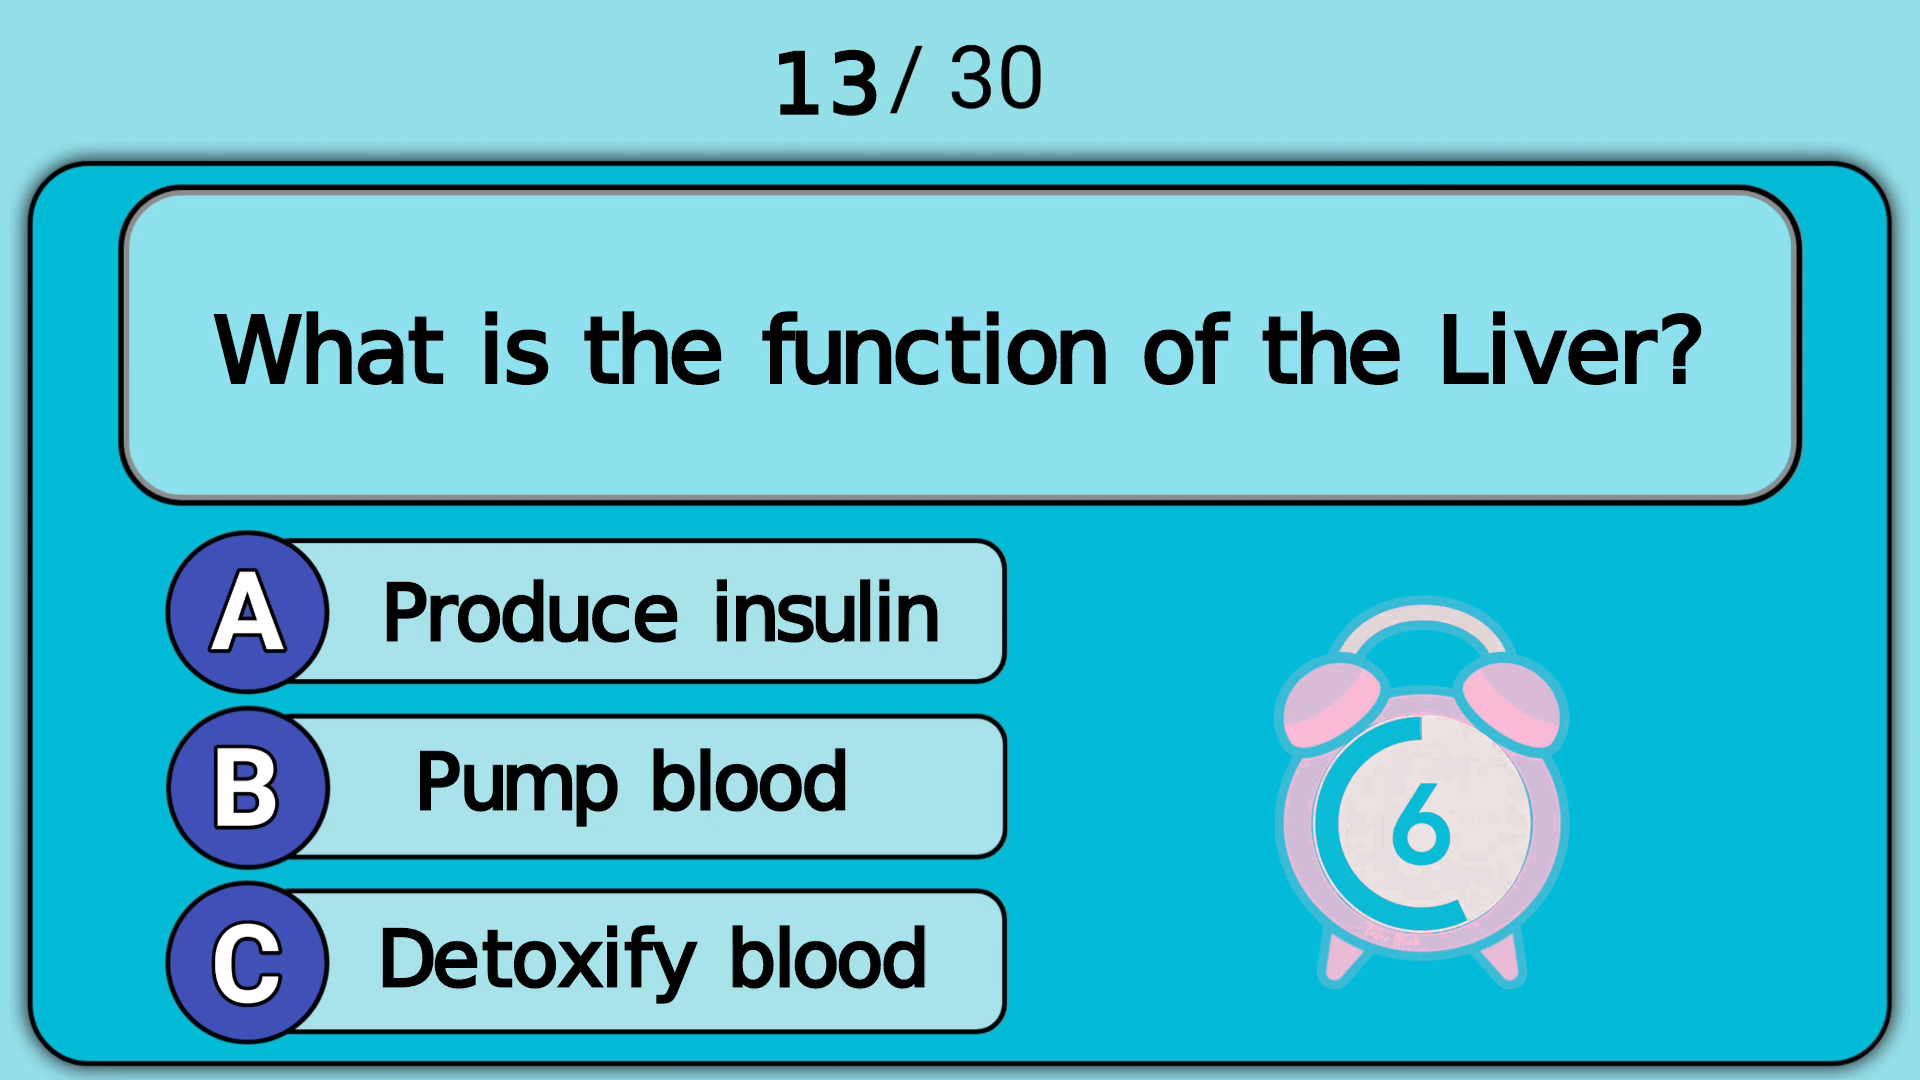 13/ 30
What is the function of the Liver?
A Produce insulin
B Pump blood
6
C Detoxify blood